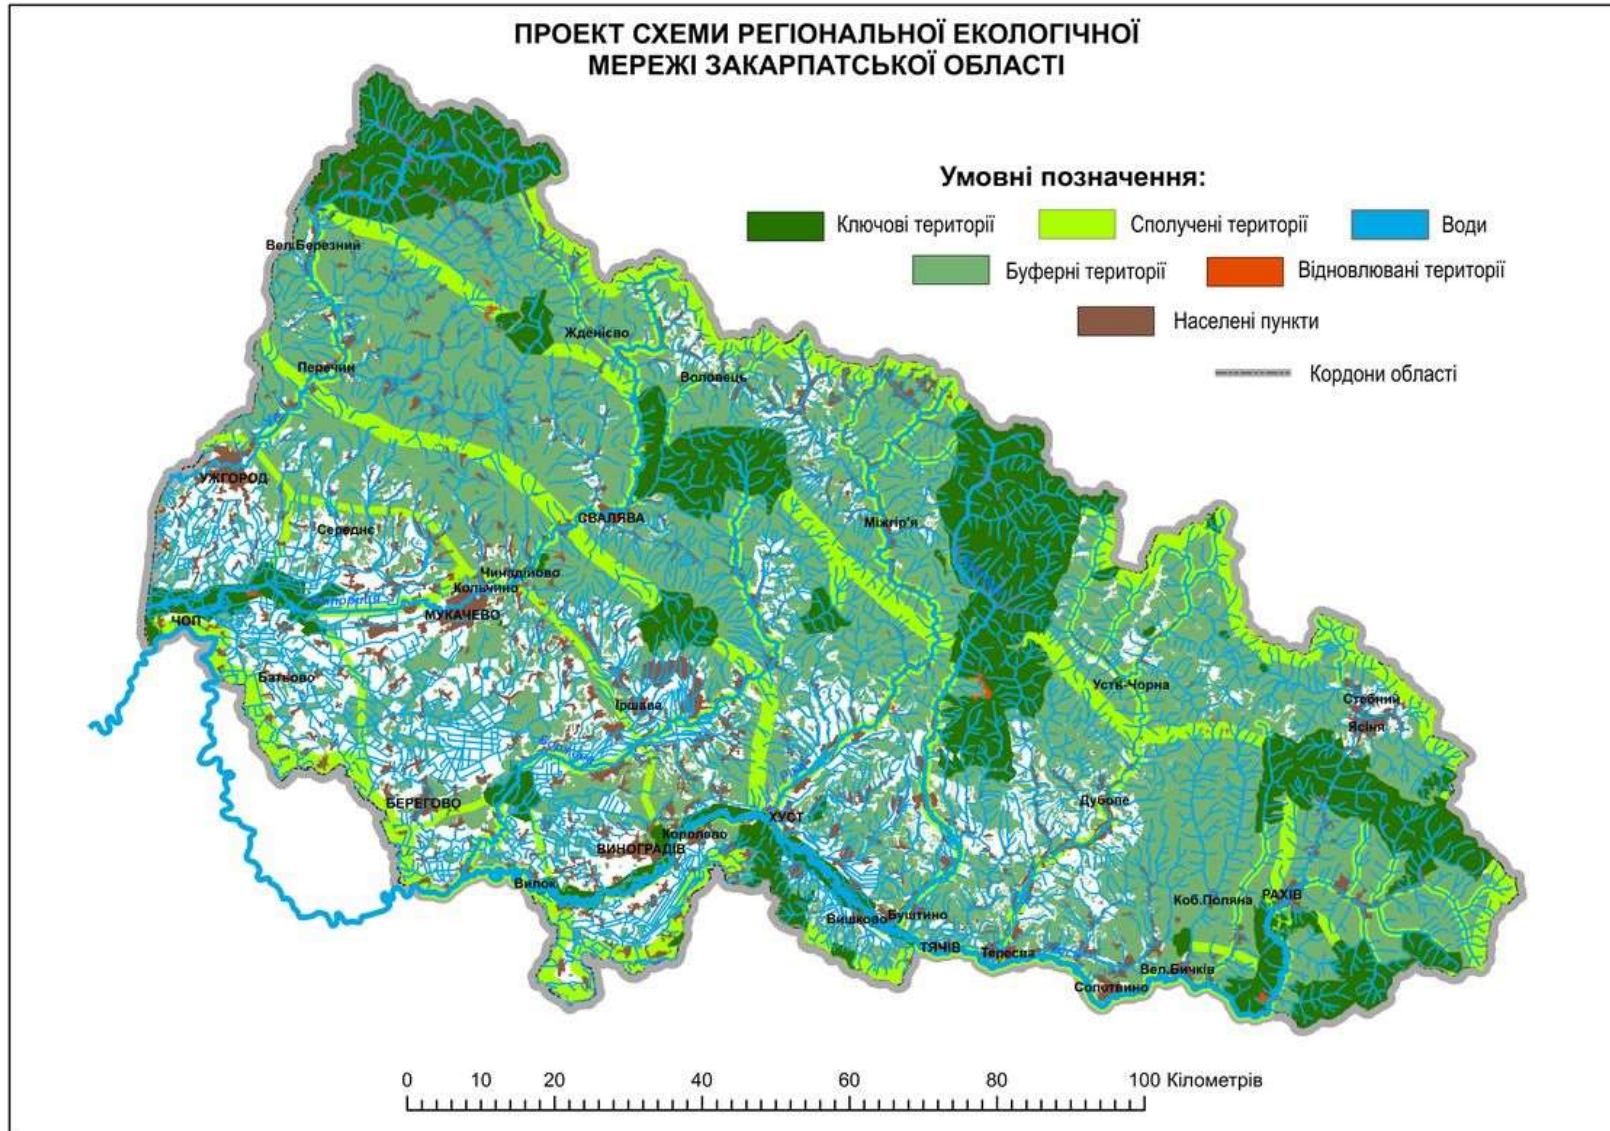 ПРОЕКТ СХЕМИ РЕГІОНАЛЬНОЇ ЕКОЛОГІЧНОЇ
МЕРЕЖІ ЗАКАРПАТСЬКОЇ ОБЛАСТІ
Умовні позначення:
Ключові території
Сполучені території
Води
Буферні території
Відновлювані території
Населені пункти
Кордони області
Вел.Березний
Жденієво
Перечин
Воловець
УЖГОРОД
СВАЛЯВА
Середнє
Міжгір'я
Чинадійово
Кольчино
МУКАЧЕВО
ЧОП
Батьово
Усть-Чорна
Стебний
Іршава
Ясіня
БЕРЕГОВО
Дубове
ХУСТ
Королево
ВИНОГРАДІВ
Вилок
Коб.Поляна
РАХІВ
Вишково
Буштино
ТЯЧІВ
Тересва
Вел.Бичків
Солотвино
0 10 20 40 60 80 100 Кілометрів